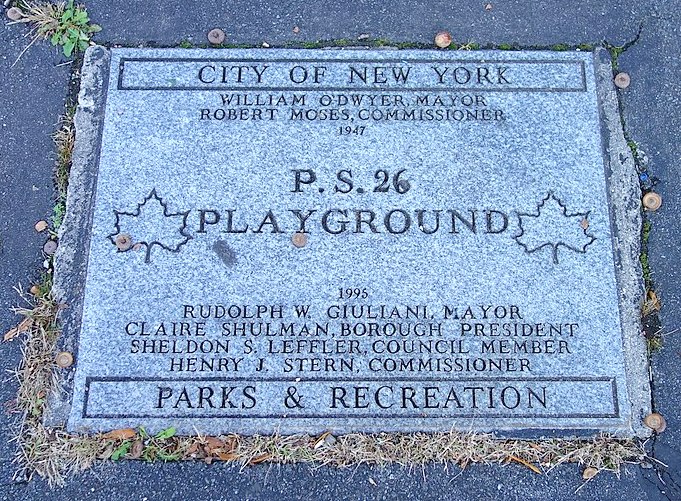 CITY OF NEW YORK
WILLIAM O'DWYER, MAYOR
ROBERT MOSES, COMMISSIONER
1947
P.S. 26
PLAYGROUND
1995
RUDOLPH W. GIULIANI, MAYOR
CLAIRE SHULMAN, BOROUGH PRESIDENT
SHELDON S. LEFFLER, COUNCIL MEMBER
HENRY J. STERN, COMMISSIONER
PARKS & RECREATION